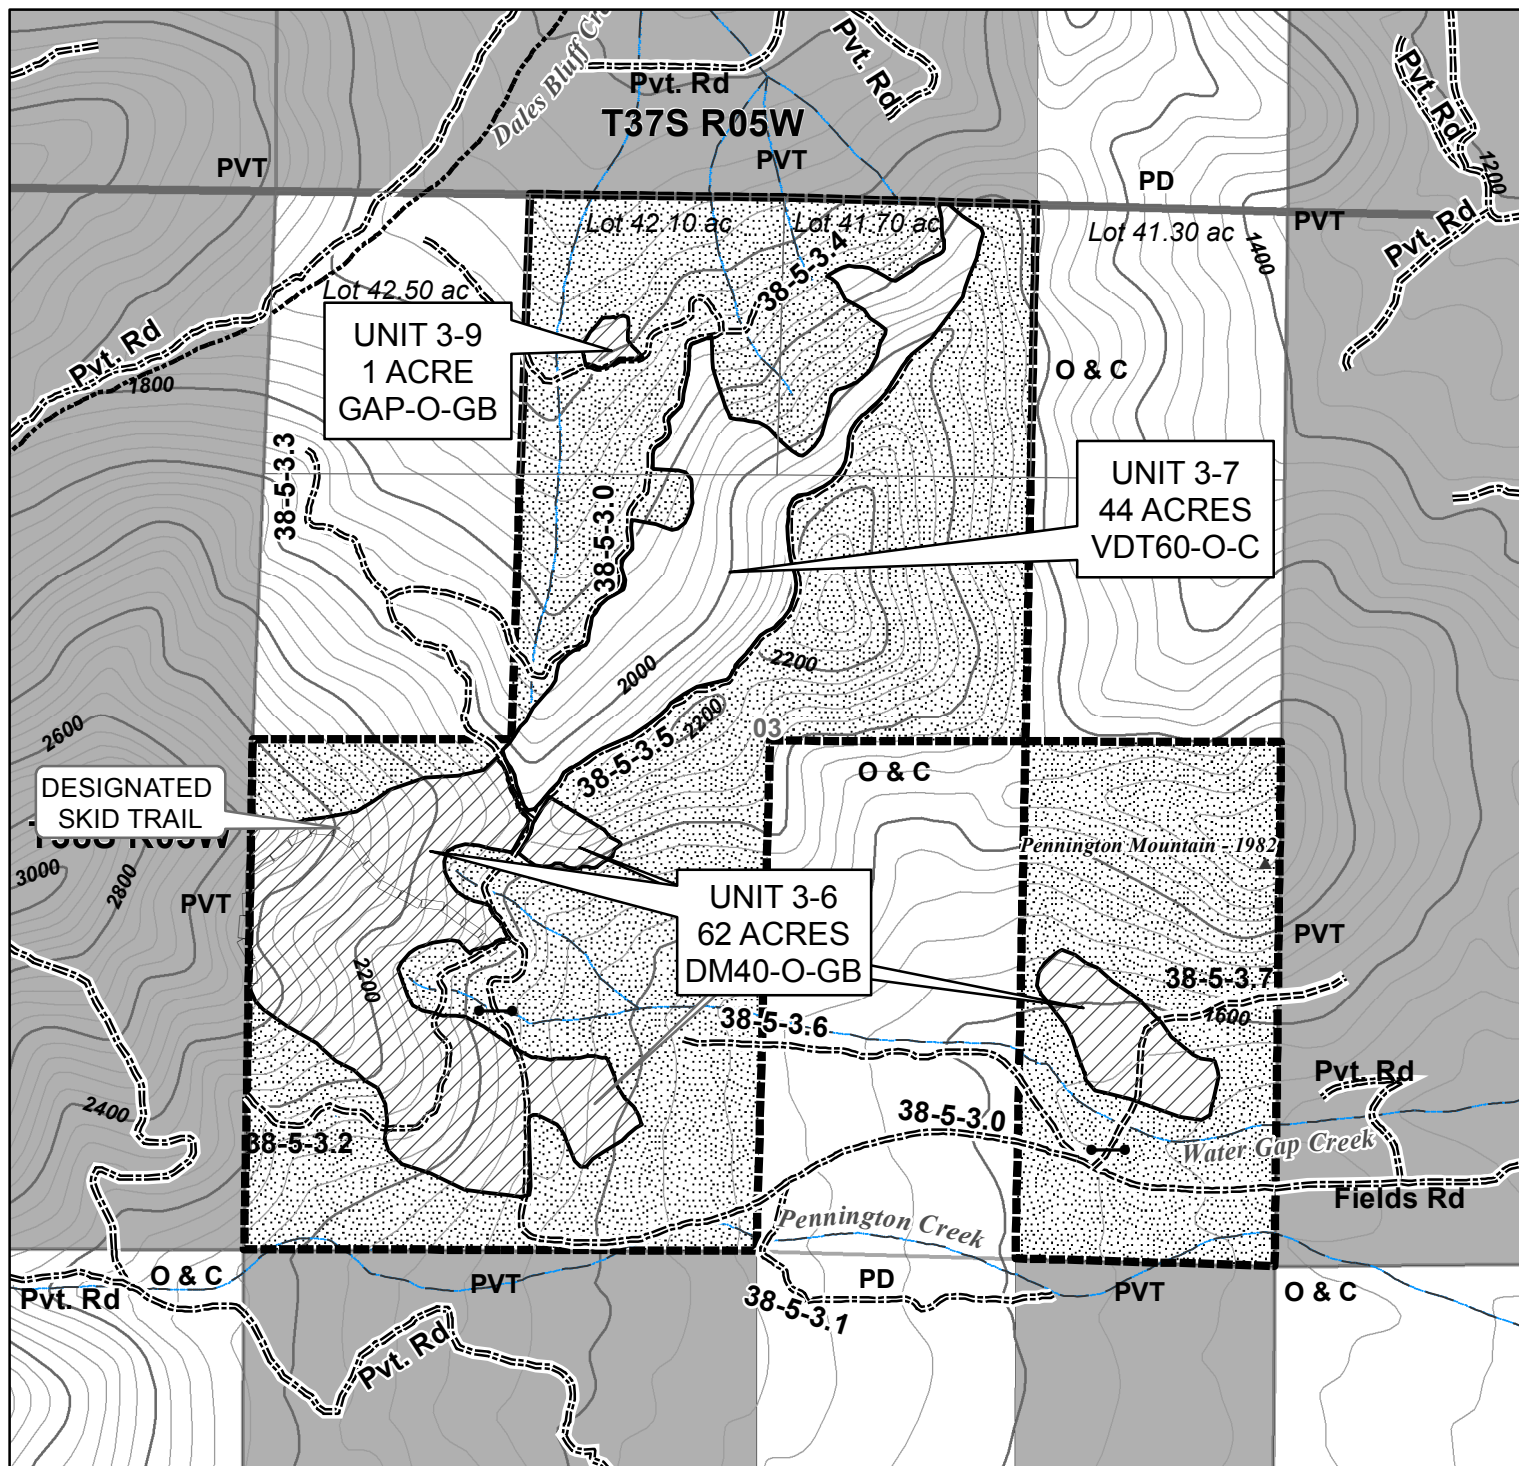 Dales Bluff Cre
Pvt. Rd
Pvt. Rd
Pvt. Rd
T37S R05W
PVT
PVT
PD
1200
PVT
Pvt. Rd
Lot 42.10 ac
Lot 41.70 ac
Lot 41.30 ac
1400
38-5-3.4
Lot 42.50 ac
UNIT 3-9
1 ACRE
GAP-O-GB
Pvt. Rd
1800
O & C
38-5-3.3
38-5-3.0
UNIT 3-7
44 ACRES
VDT60-O-C
2000
2200
2200
03
2600
38-5-3.5
O & C
DESIGNATED
SKID TRAIL
T38S R05W
3000
2800
PVT
Pennington Mountain - 1982
UNIT 3-6
62 ACRES
DM40-O-GB
PVT
2200
38-5-3.7
1600
38-5-3.6
Pvt. Rd
2400
38-5-3.2
38-5-3.0
Water Gap Creek
Fields Rd
Pennington Creek
O & C
PVT
PD
PVT
O & C
Pvt. Rd
38-5-3.1
Pvt. Rd